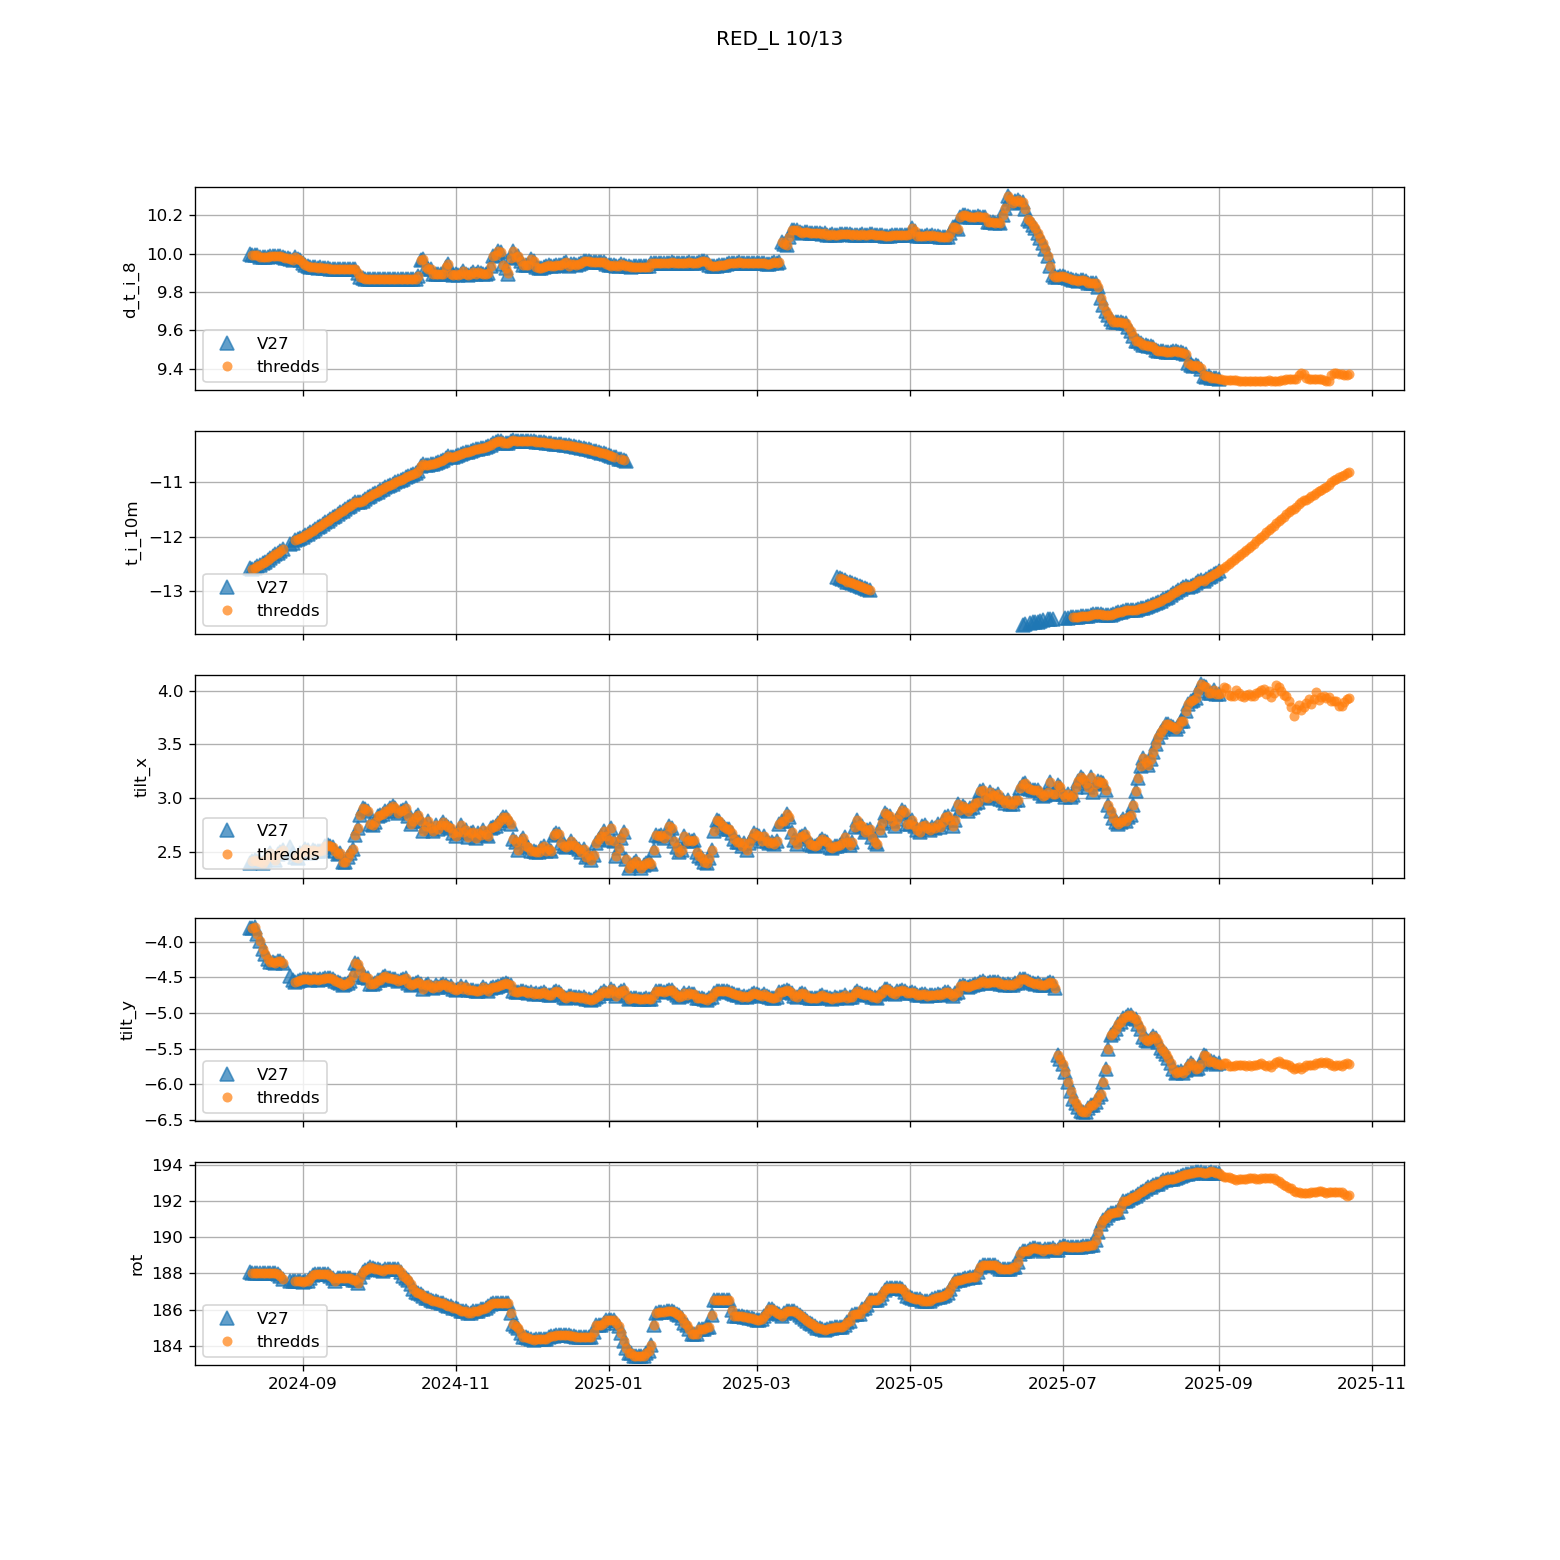 RED_L 10/13
10.2
10.0
9.8
9.6
9.4
d_t_i_8
V27
thredds
−11
−12
−13
t_i_10m
V27
thredds
4.0
3.5
3.0
2.5
tilt_x
V27
thredds
−4.0
−4.5
−5.0
−5.5
−6.0
−6.5
tilt_y
V27
thredds
194
192
190
188
186
184
rot
V27
thredds
2024-09 2024-11 2025-01 2025-03 2025-05 2025-07 2025-09 2025-11